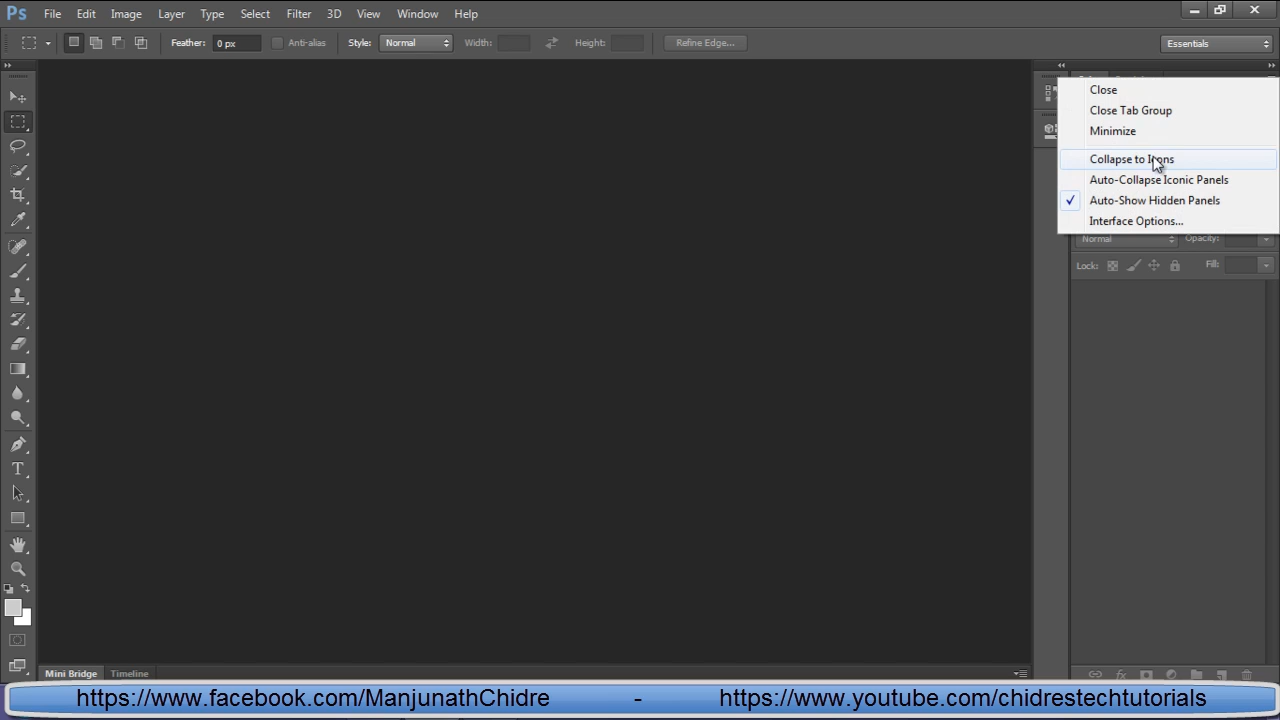 Ps File Edit Image Layer Type Select Filter 3D View Window Help
Feather: 0 px Anti-alias Style: Normal Width: Height: Refine Edge... Essentials
Close
Close Tab Group
Minimize
Collapse to Icons
Auto-Collapse Iconic Panels
Auto-Show Hidden Panels
Interface Options...
Normal Opacity:
Lock: Fill:
Mini Bridge Timeline
https://www.facebook.com/ManjunathChidre - https://www.youtube.com/chidrestechtutorials